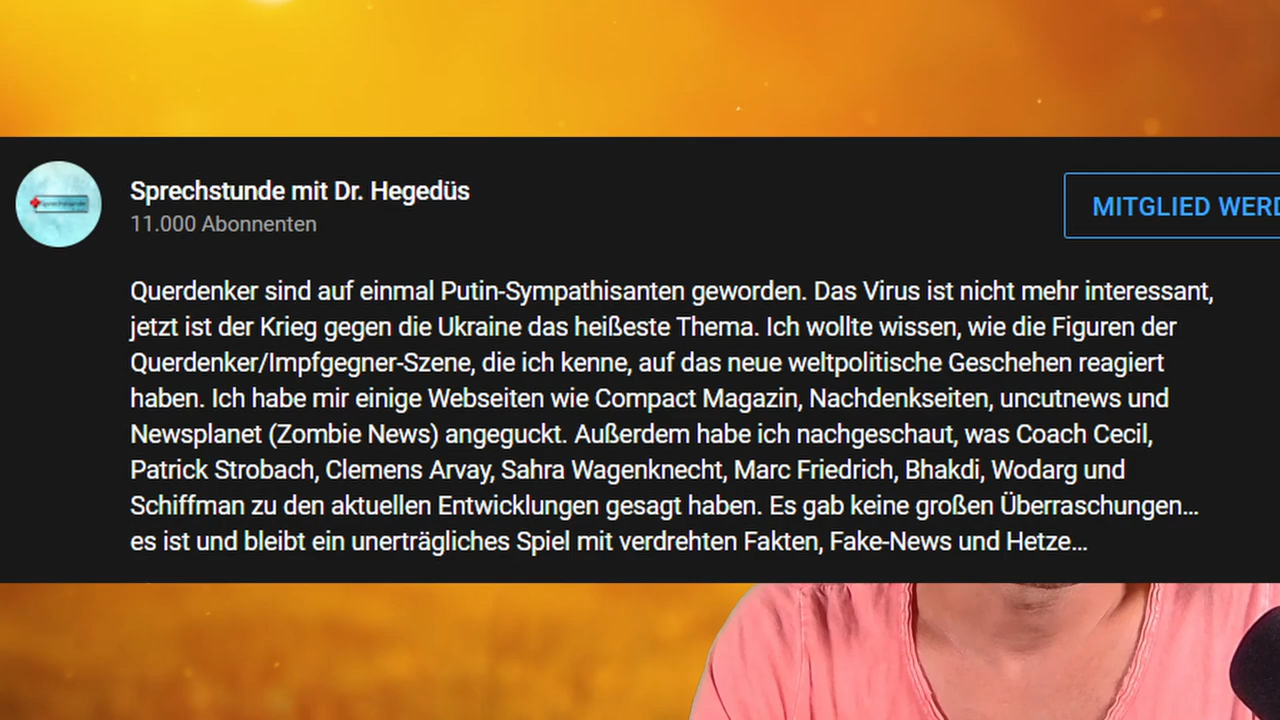 Sprechstunde mit Dr. Hegedüs
11.000 Abonnenten
MITGLIED WERD
Querdenker sind auf einmal Putin-Sympathisanten geworden. Das Virus ist nicht mehr interessant,
jetzt ist der Krieg gegen die Ukraine das heißeste Thema. Ich wollte wissen, wie die Figuren der
Querdenker/Impfgegner-Szene, die ich kenne, auf das neue weltpolitische Geschehen reagiert
haben. Ich habe mir einige Webseiten wie Compact Magazin, Nachdenkseiten, uncutnews und
Newsplanet (Zombie News) angeguckt. Außerdem habe ich nachgeschaut, was Coach Cecil,
Patrick Strobach, Clemens Arvay, Sahra Wagenknecht, Marc Friedrich, Bhakdi, Wodarg und
Schiffman zu den aktuellen Entwicklungen gesagt haben. Es gab keine großen Überraschungen...
es ist und bleibt ein unerträgliches Spiel mit verdrehten Fakten, Fake-News und Hetze...